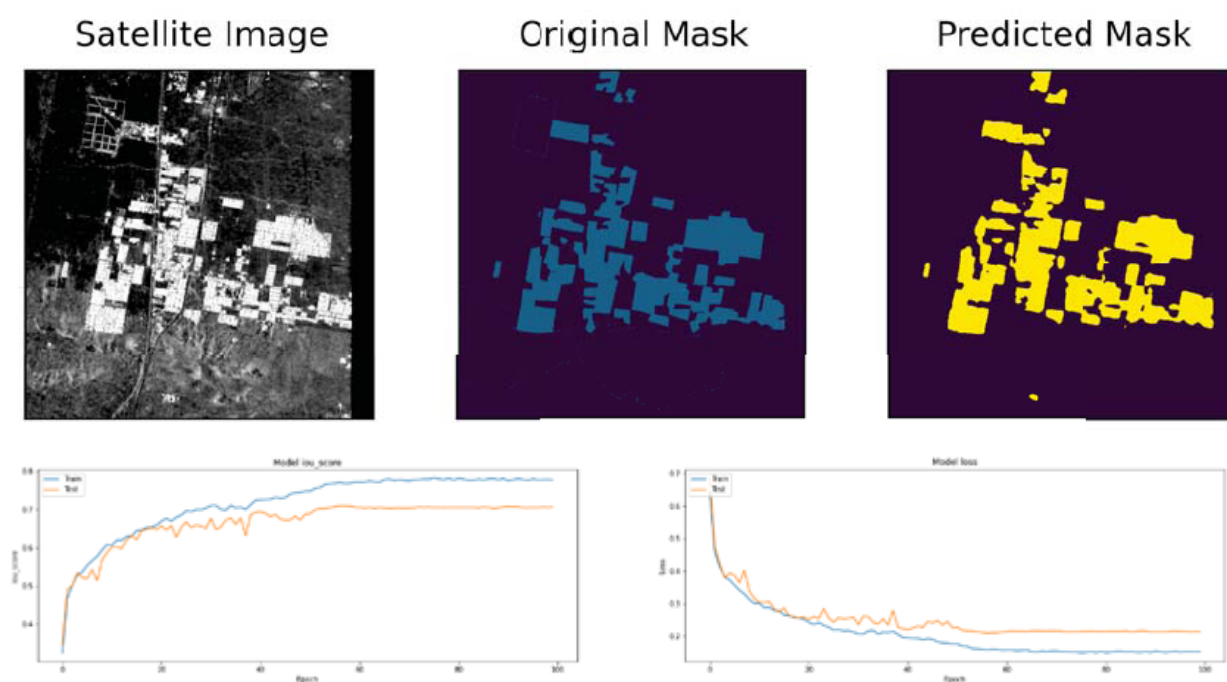 Satellite Image
Original Mask
Predicted Mask
Model iou_score
Train
Test
iou_score
0.8
0.7
0.6
0.5
0.4
0
20
40
60
80
100
Epoch
Model loss
Train
Test
Loss
0.7
0.6
0.5
0.4
0.3
0.2
0
20
40
60
80
100
Epoch